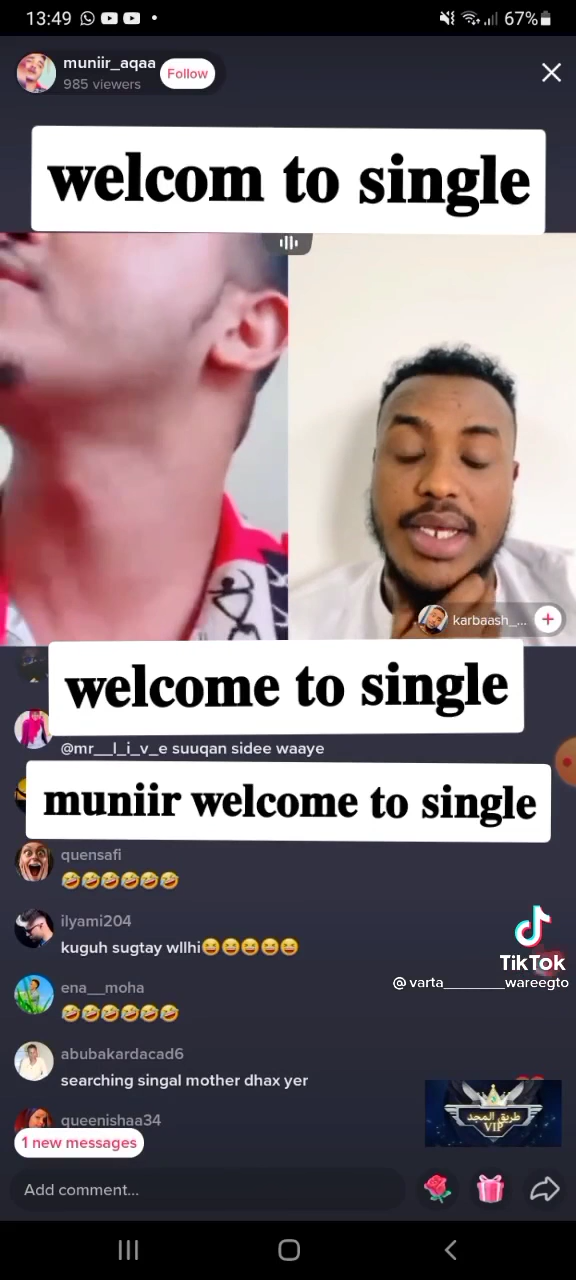 13:49
67%
muniir_aqaa
985 viewers
Follow
welcom to single
karbaash_...
welcome to single
@mr__l_i_v_e suuqan sidee waaye
muniir welcome to single
quensafi
🤣🤣🤣🤣🤣🤣
ilyami204
kuguh sugtay wllhi😆😆😆😆😆
ena__moha
🤣🤣🤣🤣🤣🤣
TikTok
@varta________wareegto
abubakardacad6
searching singal mother dhax yer
طريق المجد
VIP
queenishaa34
1 new messages
Add comment...